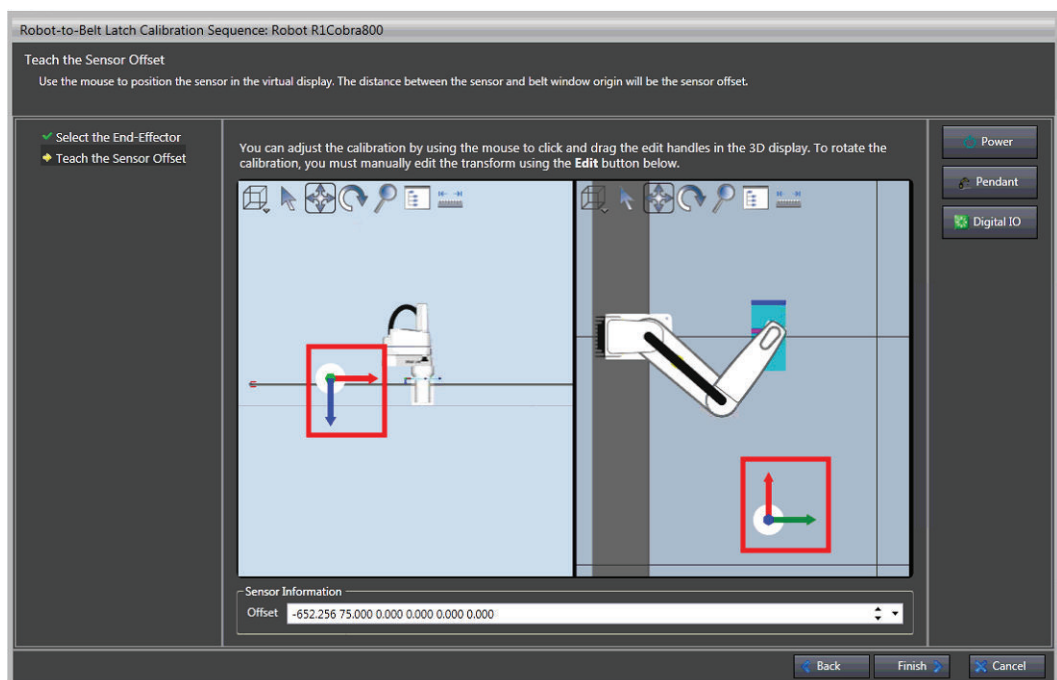 Robot-to-Belt Latch Calibration Sequence: Robot R1Cobra800
Teach the Sensor Offset
Use the mouse to position the sensor in the virtual display. The distance between the sensor and belt window origin will be the sensor offset.
Select the End-Effector
Teach the Sensor Offset
You can adjust the calibration by using the mouse to click and drag the edit handles in the 3D display. To rotate the
calibration, you must manually edit the transform using the Edit button below.
Power
Pendant
Digital IO
Sensor Information
Offset -652.256 75.000 0.000 0.000 0.000 0.000
Back Finish Cancel